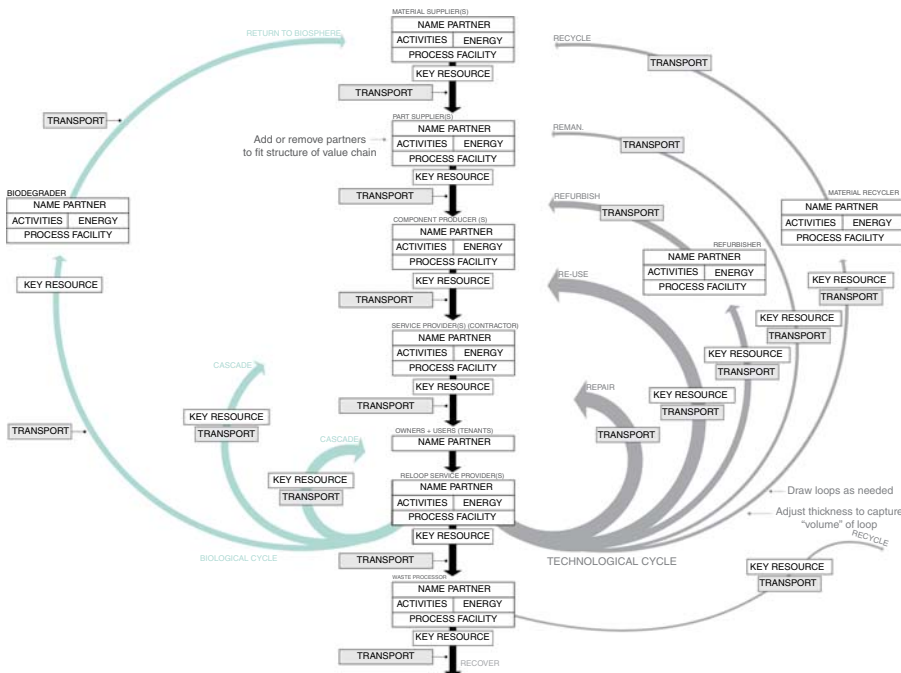 MATERIAL SUPPLIER(S)
NAME PARTNER
ACTIVITIES ENERGY
PROCESS FACILITY
KEY RESOURCE
TRANSPORT
RETURN TO BIOSPHERE
RECYCLE
TRANSPORT
TRANSPORT
PART SUPPLIER(S)
NAME PARTNER
ACTIVITIES ENERGY
PROCESS FACILITY
KEY RESOURCE
TRANSPORT
Add or remove partners
to fit structure of value chain
REMAN.
TRANSPORT
BIODEGRADER
NAME PARTNER
ACTIVITIES ENERGY
PROCESS FACILITY
KEY RESOURCE
TRANSPORT
COMPONENT PRODUCER (S)
NAME PARTNER
ACTIVITIES ENERGY
PROCESS FACILITY
KEY RESOURCE
TRANSPORT
REFURBISH
TRANSPORT
REFURBISHER
NAME PARTNER
ACTIVITIES ENERGY
PROCESS FACILITY
MATERIAL RECYCLER
NAME PARTNER
ACTIVITIES ENERGY
PROCESS FACILITY
KEY RESOURCE
TRANSPORT
RE-USE
KEY RESOURCE
TRANSPORT
KEY RESOURCE
TRANSPORT
KEY RESOURCE
TRANSPORT
SERVICE PROVIDER(S) (CONTRACTOR)
NAME PARTNER
ACTIVITIES ENERGY
PROCESS FACILITY
KEY RESOURCE
TRANSPORT
CASCADE
KEY RESOURCE
TRANSPORT
CASCADE
KEY RESOURCE
TRANSPORT
REPAIR
TRANSPORT
OWNERS + USERS (TENANTS)
NAME PARTNER
RELOOP SERVICE PROVIDER(S)
NAME PARTNER
ACTIVITIES ENERGY
PROCESS FACILITY
KEY RESOURCE
TRANSPORT
BIOLOGICAL CYCLE
TECHNOLOGICAL CYCLE
Draw loops as needed
Adjust thickness to capture
“volume” of loop
RECYCLE
KEY RESOURCE
TRANSPORT
WASTE PROCESSOR
NAME PARTNER
ACTIVITIES ENERGY
PROCESS FACILITY
KEY RESOURCE
TRANSPORT
RECOVER